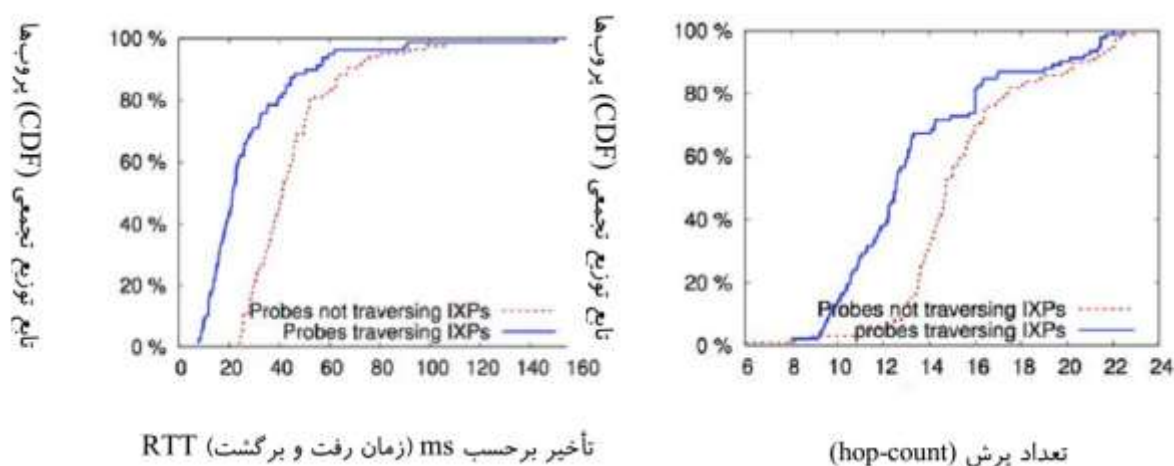 تابع توزیع تجمعی (CDF) پروب‌ها
100 %
80 %
60 %
40 %
20 %
0 %
Probes not traversing IXPs
Probes traversing IXPs
0 20 40 60 80 100 120 140 160
تأخیر برحسب ms (زمان رفت و برگشت) RTT
تابع توزیع تجمعی (CDF) پروب‌ها
100 %
80 %
60 %
40 %
20 %
0 %
Probes not traversing IXPs
probes traversing IXPs
6 8 10 12 14 16 18 20 22 24
تعداد پرش (hop-count)